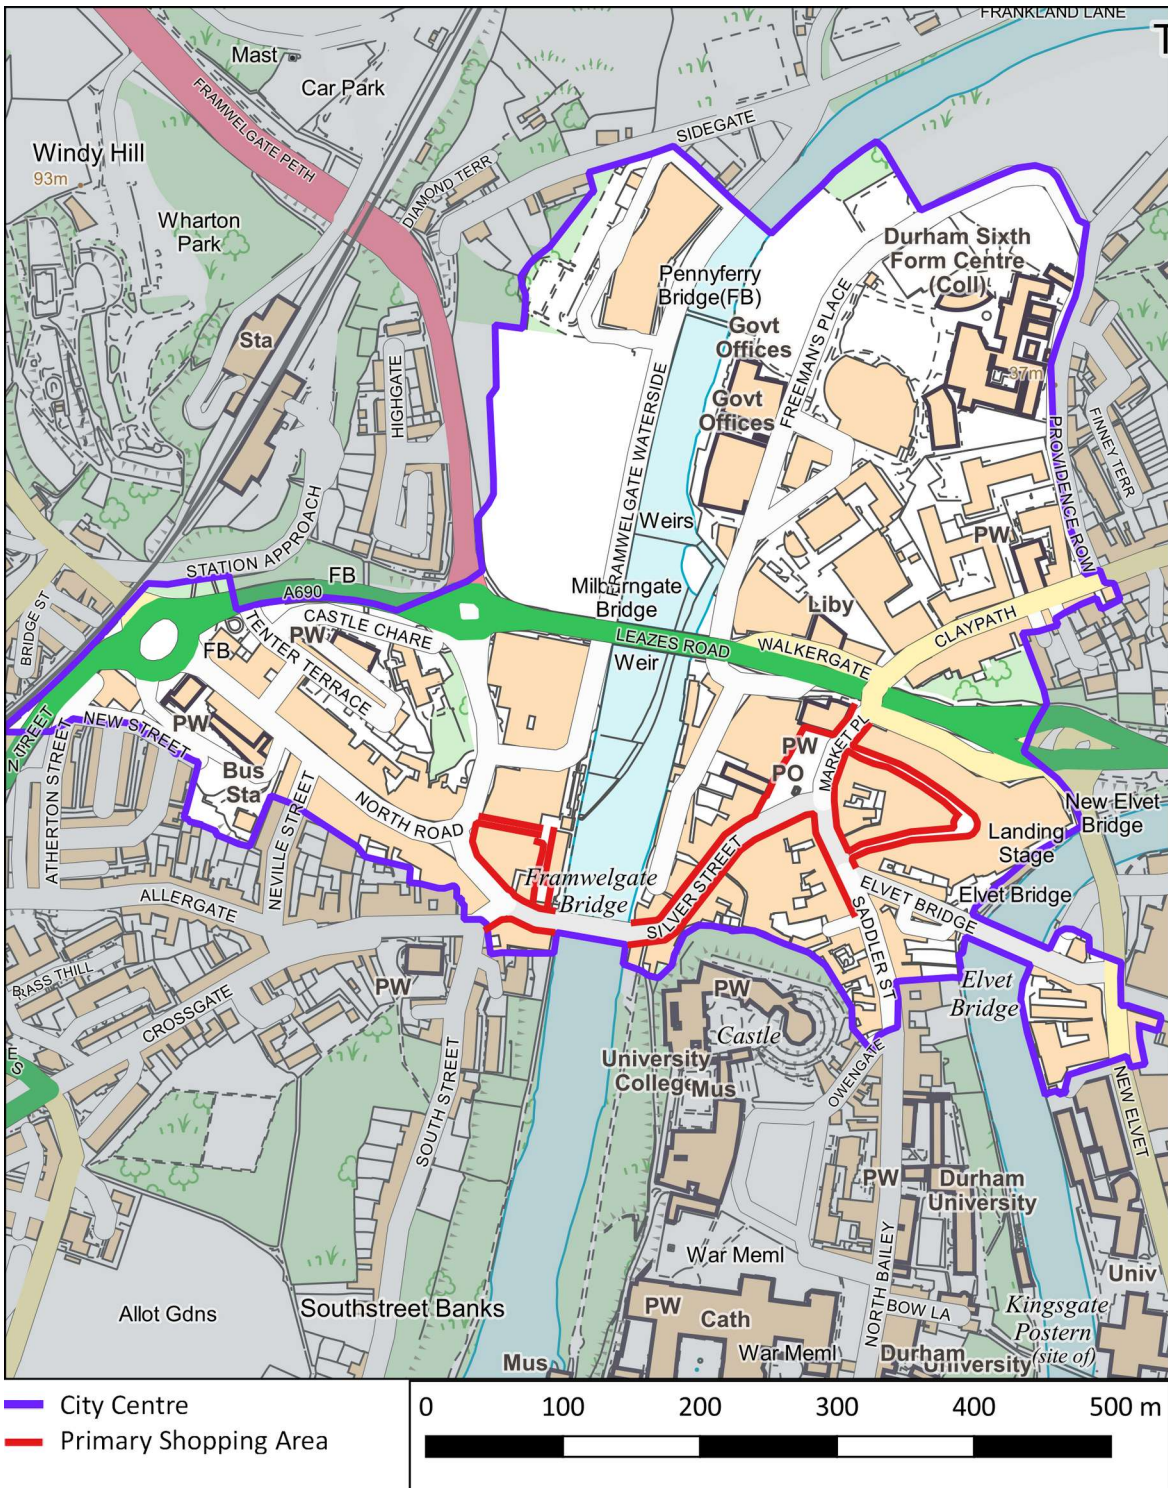 FRANKLAND LANE
T
Mast
Car Park
FRAMWELGATE PETH
SIDEGATE
Windy Hill
93m
DIAMOND TERR
Wharton
Park
Durham Sixth
Form Centre
(Coll)
Pennyferry
Bridge(FB)
Govt
Offices
FREEMAN'S PLACE
Sta
37m
HIGHGATE
Govt
Offices
FRAMWELGATE WATERSIDE
FINNEY TERR
PROVIDENCE ROW
STATION APPROACH
Weirs
PW
FB
A690
Milburngate
Bridge
Liby
CLAYPATH
BRIDGE ST
CASTLE CHARE
PW
FB
TENTER TERRACE
LEAZES ROAD
WALKERGATE
Weir
STREET
NEW STREET
PW
PW
PO
MARKET PL
ATHERTON STREET
Bus
Sta
NEVILLE STREET
NORTH ROAD
New Elvet
Bridge
Landing
Stage
SILVER STREET
Framwelgate
Bridge
ELVET BRIDGE
Elvet Bridge
ALLERGATE
SADDLER ST
CROSSGATE
PW
PW
Elvet
Bridge
Castle
University
College
Mus
OWENGATE
SOUTH STREET
NEW ELVET
PW
Durham
University
War Meml
NORTH BAILEY
Univ
Allot Gdns
Southstreet Banks
PW
Cath
BOW LA
Kingsgate
Postern
(site of)
War Meml
Durham
University
Mus
City Centre
Primary Shopping Area
0 100 200 300 400 500 m